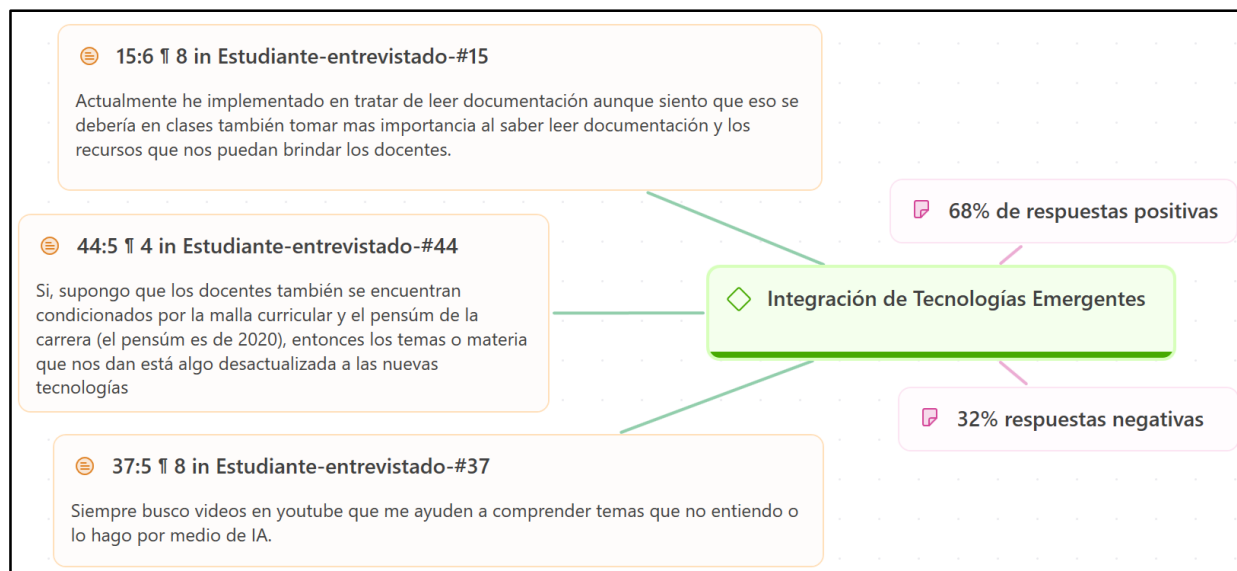 15:6 ¶ 8 in Estudiante-entrevistado-#15
Actualmente he implementado en tratar de leer documentación aunque siento que eso se
debería en clases también tomar mas importancia al saber leer documentación y los
recursos que nos puedan brindar los docentes.
44:5 ¶ 4 in Estudiante-entrevistado-#44
Si, supongo que los docentes también se encuentran
condicionados por la malla curricular y el pensúm de la
carrera (el pensúm es de 2020), entonces los temas o materia
que nos dan está algo desactualizada a las nuevas
tecnologías
37:5 ¶ 8 in Estudiante-entrevistado-#37
Siempre busco videos en youtube que me ayuden a comprender temas que no entiendo o
lo hago por medio de IA.
68% de respuestas positivas
Integración de Tecnologías Emergentes
32% respuestas negativas